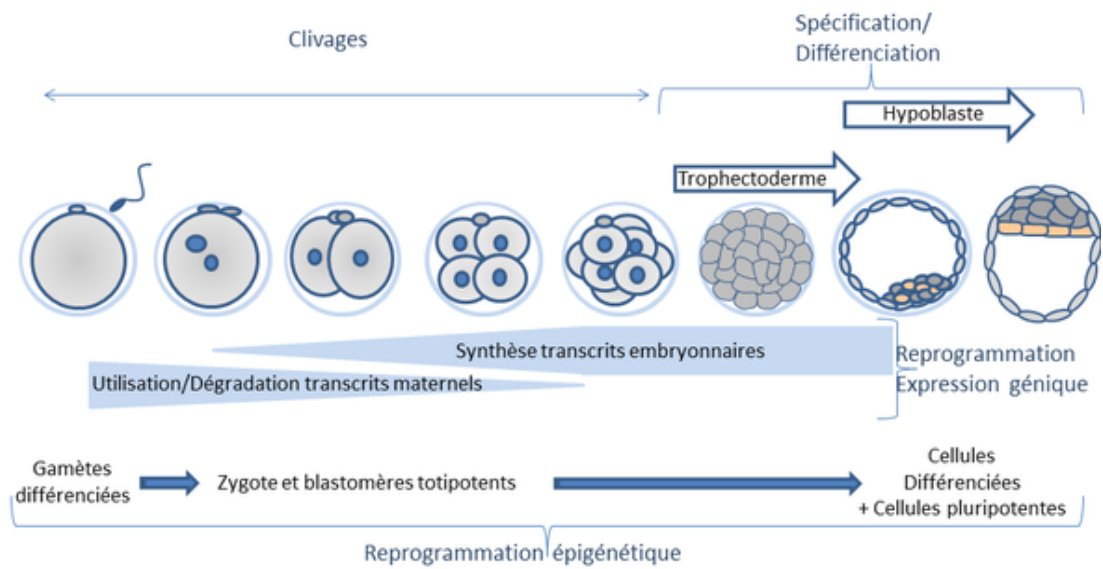 Clivages
Spécification/
Différenciation
Hypoblaste
Trophectoderme
Synthèse transcrits embryonnaires
Utilisation/Dégradation transcrits maternels
Reprogrammation
Expression génique
Gamètes
différenciées
Zygote et blastomères totipotents
Cellules
Différenciées
+ Cellules pluripotentes
Reprogrammation épigénétique